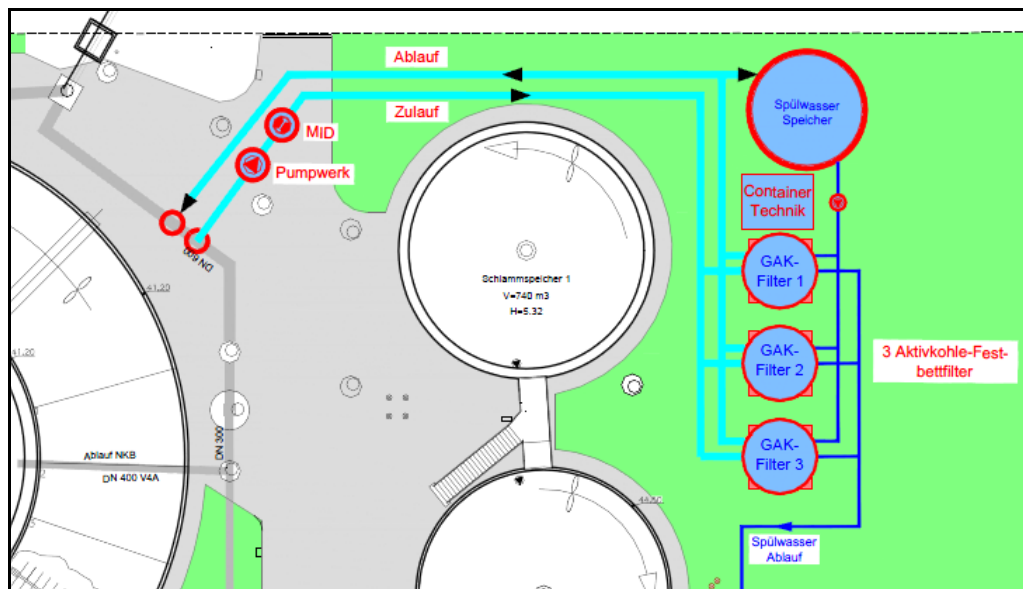 Ablauf
Zulauf
MID
Pumpwerk
Spülwasser
Speicher
Container
Technik
GAK-
Filter 1
DN 600
41,20
Schlammspeicher 1
V=740 m3
H=5.32
41.20
GAK-
Filter 2
3 Aktivkohle-Fest-
bettfilter
GAK-
Filter 3
DN 300
Ablauf NKB
DN 400 V4A
Spülwasser
Ablauf